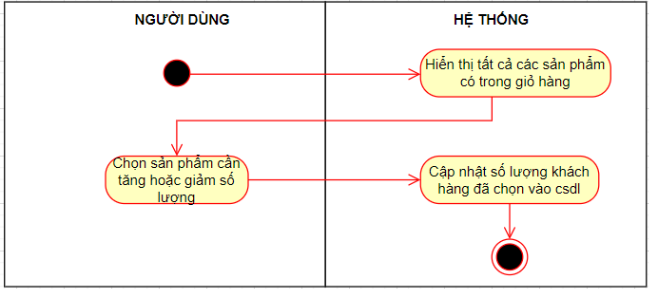 NGƯỜI DÙNG
HỆ THỐNG
Hiển thị tất cả các sản phẩm
có trong giỏ hàng
Chọn sản phẩm cần
tăng hoặc giảm số
lượng
Cập nhật số lượng khách
hàng đã chọn vào csdl